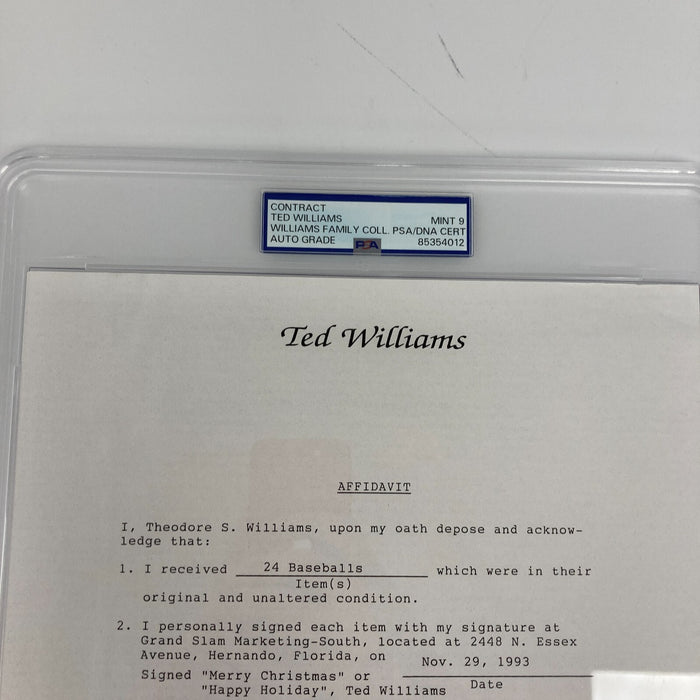 CONTRACT
TED WILLIAMS MINT 9
WILLIAMS FAMILY COLL. PSA/DNA CERT
AUTO GRADE PSA 85354012
Ted Williams
AFFIDAVIT
I, Theodore S. Williams, upon my oath depose and acknow-
ledge that:
1. I received 24 Baseballs which were in their
Item(s)
original and unaltered condition.
2. I personally signed each item with my signature at
Grand Slam Marketing-South, located at 2448 N. Essex
Avenue, Hernando, Florida, on Nov. 29, 1993
Signed "Merry Christmas" or Date
"Happy Holiday", Ted Williams